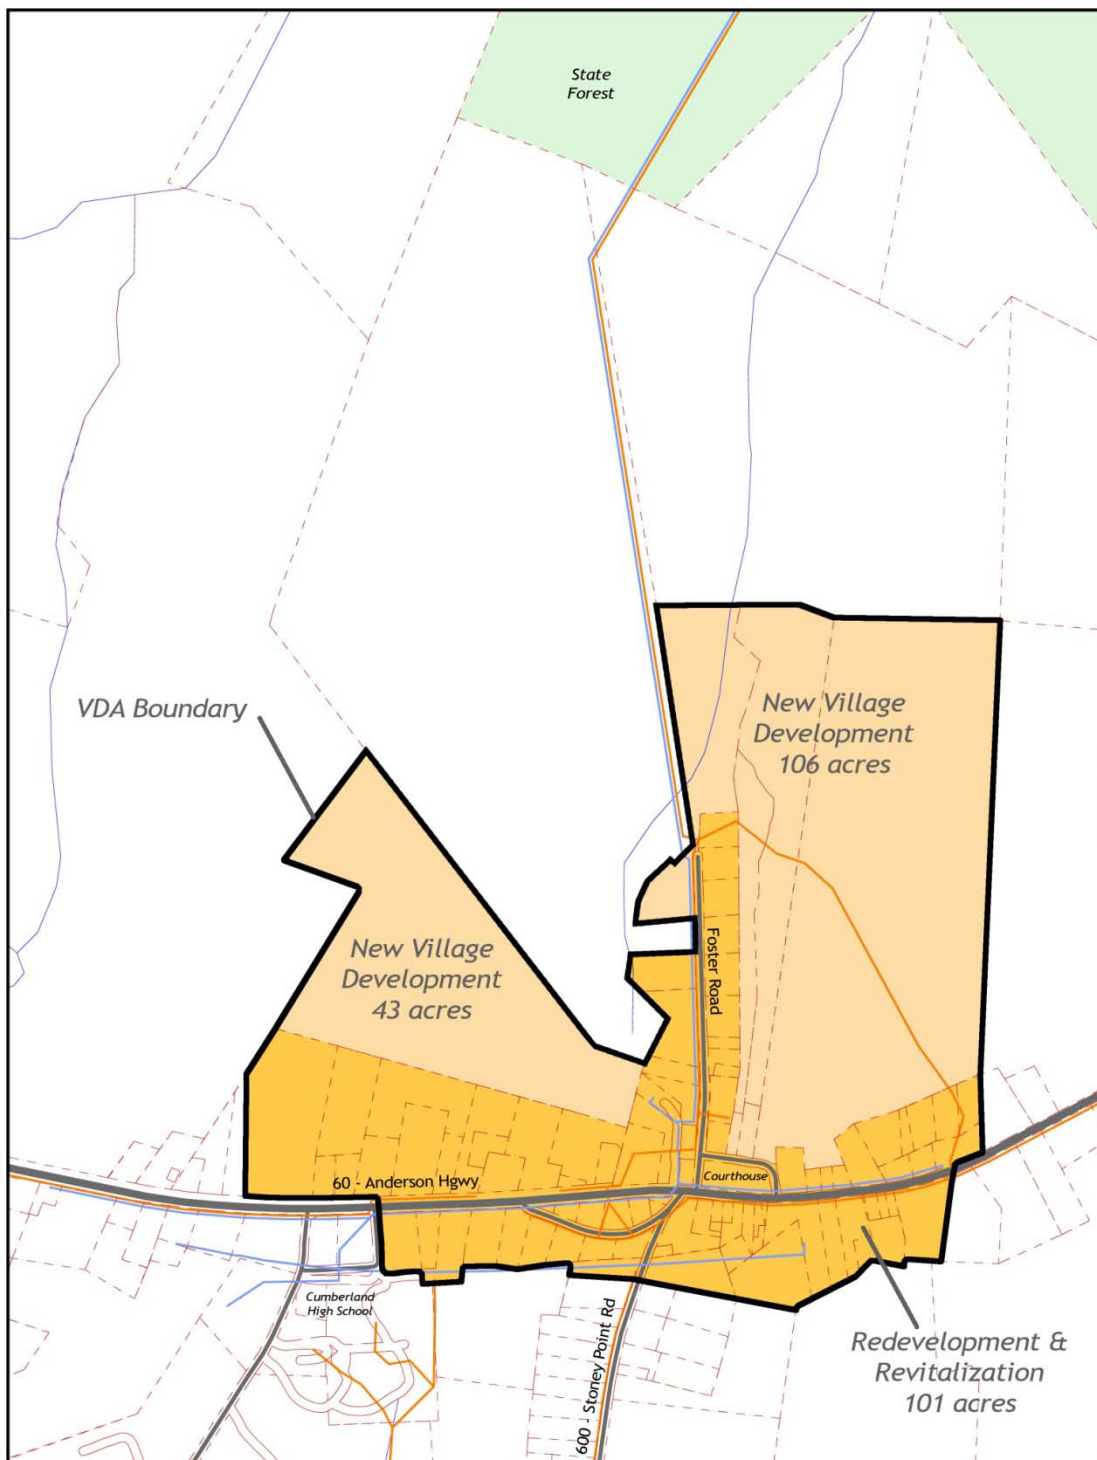 State
Forest
VDA Boundary
New Village
Development
106 acres
New Village
Development
43 acres
Foster Road
Courthouse
60 - Anderson Hgwy
Cumberland
High School
600 - Stoney Point Rd
Redevelopment &
Revitalization
101 acres